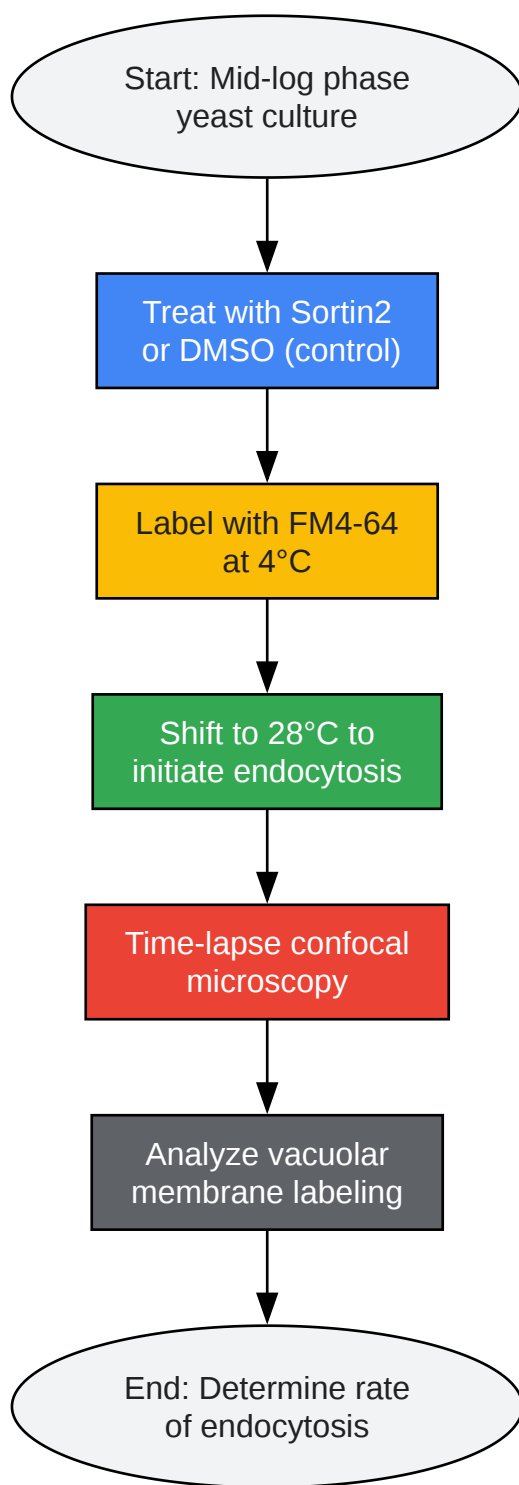 Start: Mid-log phase
yeast culture
Treat with Sortin2
or DMSO (control)
Label with FM4-64
at 4°C
Shift to 28°C to
initiate endocytosis
Time-lapse confocal
microscopy
Analyze vacuolar
membrane labeling
End: Determine rate
of endocytosis